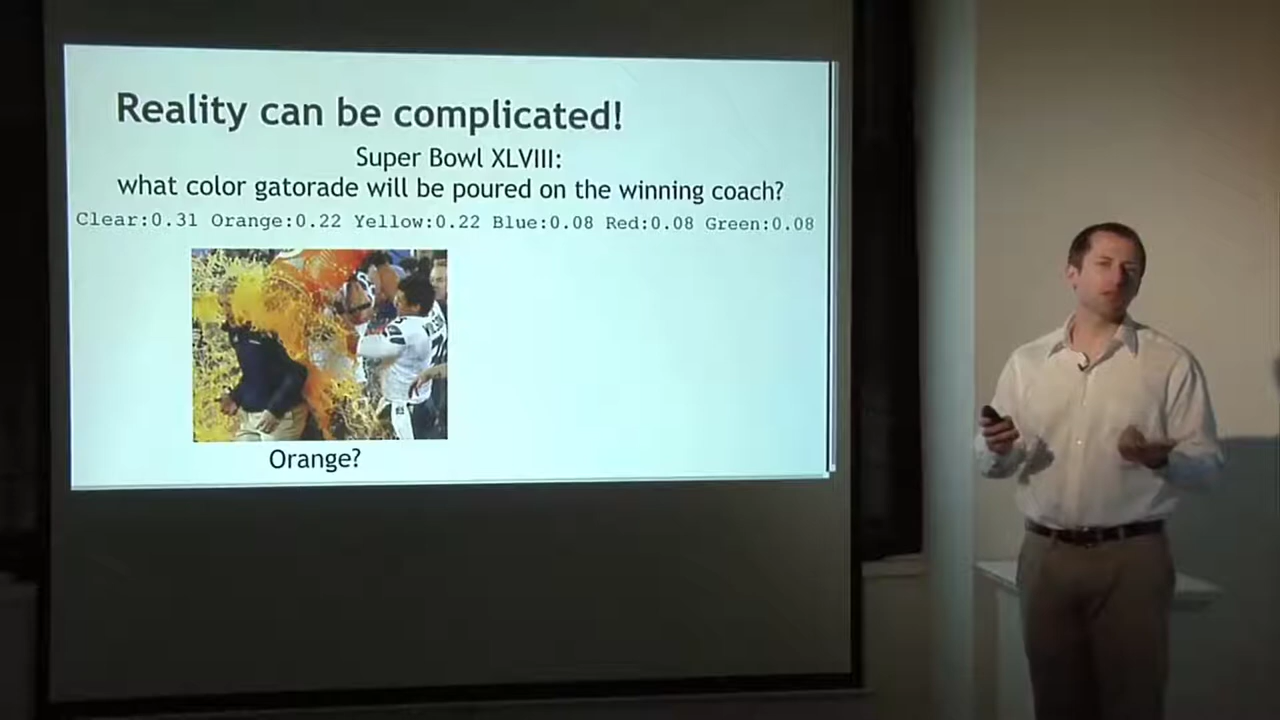 Reality can be complicated!
Super Bowl XLVIII:
what color gatorade will be poured on the winning coach?
Clear:0.31 Orange:0.22 Yellow:0.22 Blue:0.08 Red:0.08 Green:0.08
Orange?